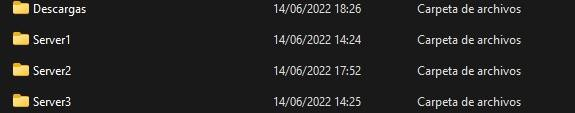 Descargas 14/06/2022 18:26 Carpeta de archivos
Server1 14/06/2022 14:24 Carpeta de archivos
Server2 14/06/2022 17:52 Carpeta de archivos
Server3 14/06/2022 14:25 Carpeta de archivos